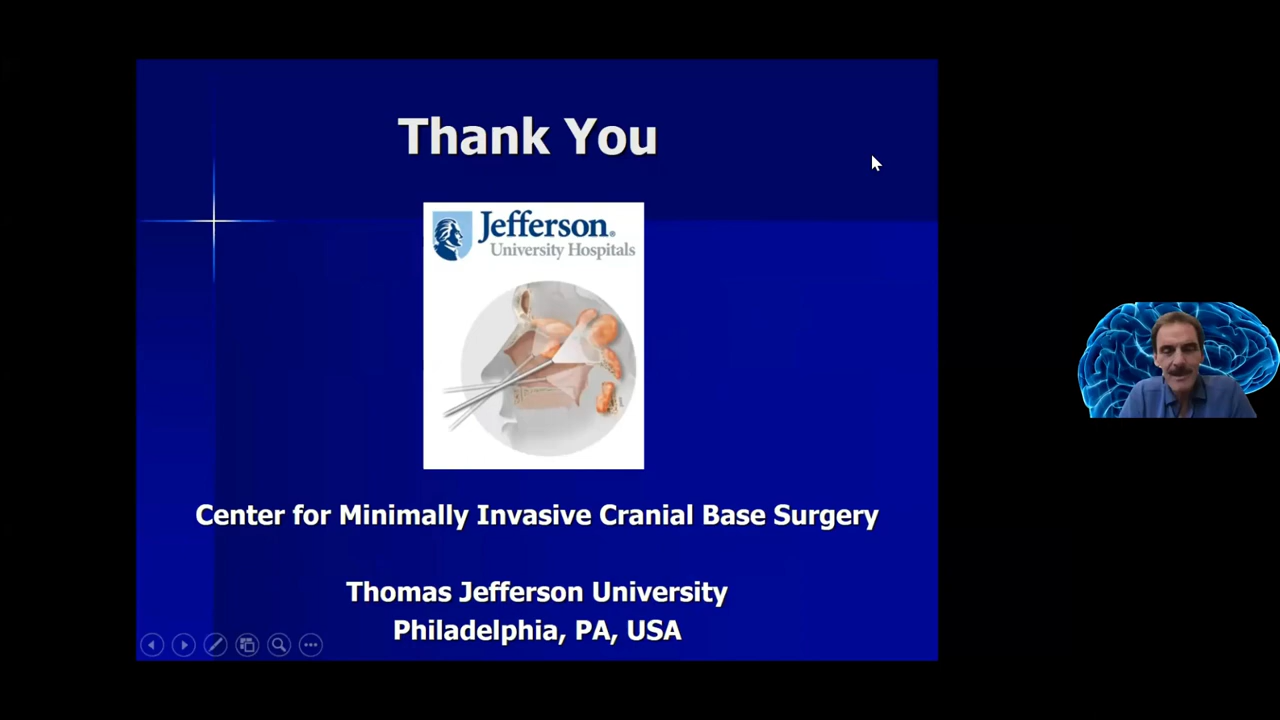 Thank You
Jefferson®
University Hospitals
Center for Minimally Invasive Cranial Base Surgery
Thomas Jefferson University
Philadelphia, PA, USA